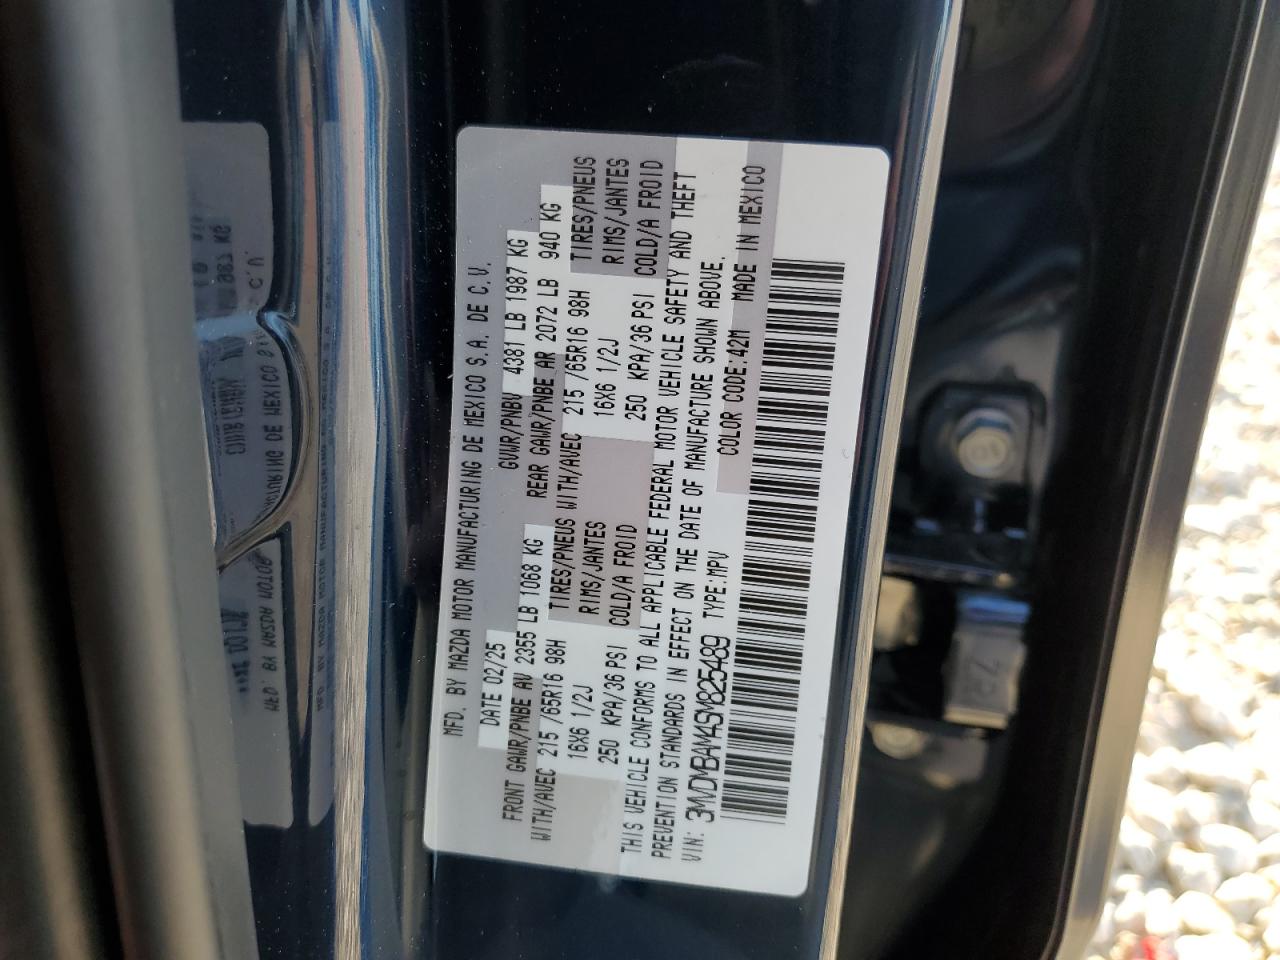 MFD. BY MAZDA MOTOR MANUFACTURING DE MEXICO S.A. DE C.V.
DATE 02/25 GVWR/PNBV 4381 LB 1987 KG
FRONT GAWR/PNBE AV 2355 LB 1068 KG REAR GAWR/PNBE AR 2072 LB 940 KG
WITH/AVEC 215 /65R16 98H TIRES/PNEUS WITH/AVEC 215 /65R16 98H TIRES/PNEUS
16X6 1/2J RIMS/JANTES 16X6 1/2J RIMS/JANTES
250 KPA/36 PSI COLD/A FROID 250 KPA/36 PSI COLD/A FROID
THIS VEHICLE CONFORMS TO ALL APPLICABLE FEDERAL MOTOR VEHICLE SAFETY AND THEFT
PREVENTION STANDARDS IN EFFECT ON THE DATE OF MANUFACTURE SHOWN ABOVE.
VIN: 3MVDMBAM4SM825489 TYPE:MPV COLOR CODE:42M MADE IN MEXICO